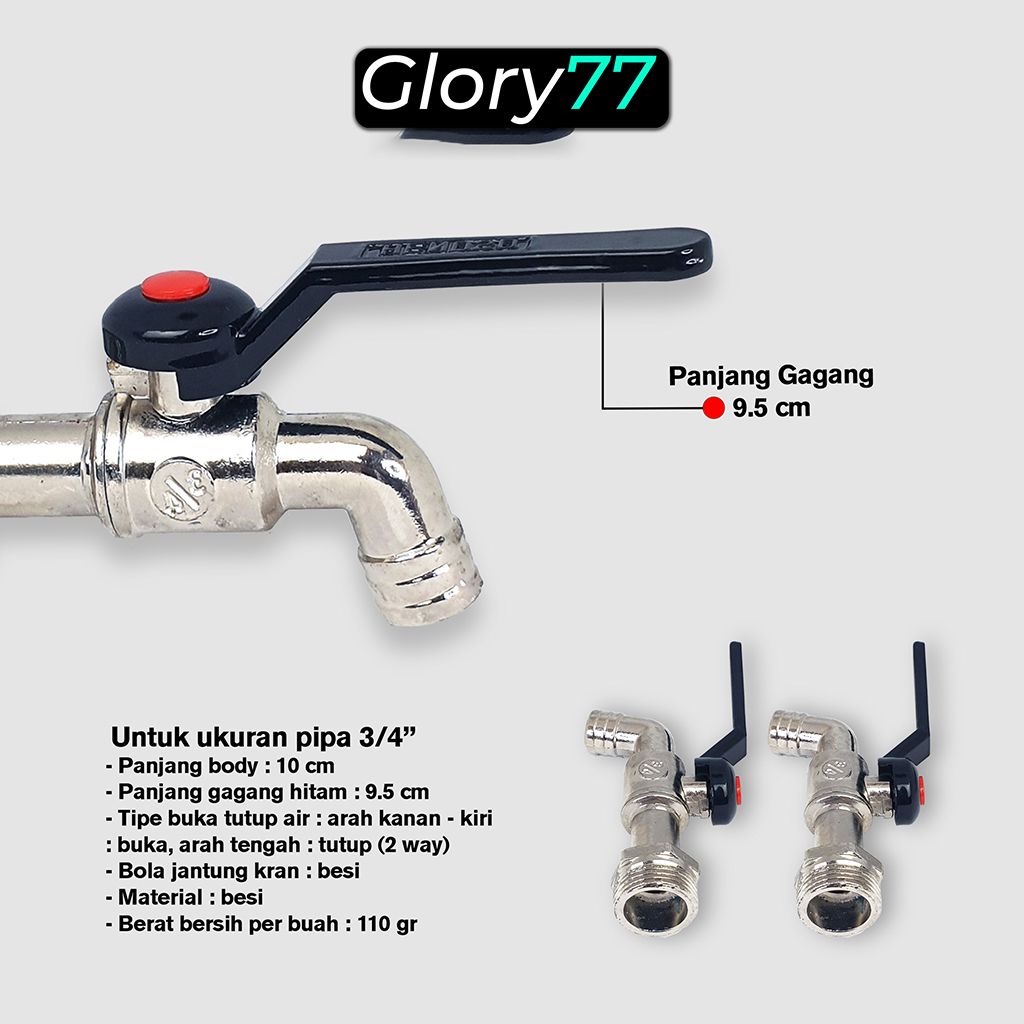 Glory77
Panjang Gagang
9.5 cm
Untuk ukuran pipa 3/4”
- Panjang body : 10 cm
- Panjang gagang hitam : 9.5 cm
- Tipe buka tutup air : arah kanan - kiri
: buka, arah tengah : tutup (2 way)
- Bola jantung kran : besi
- Material : besi
- Berat bersih per buah : 110 gr